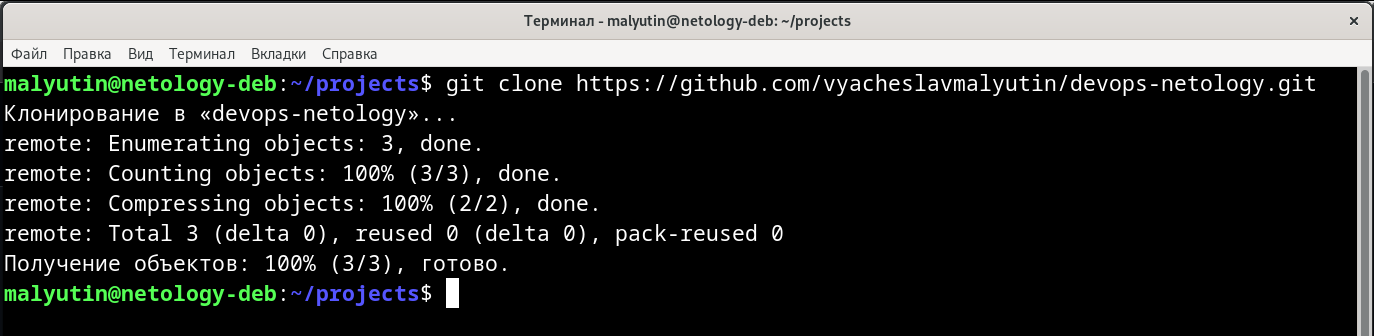 Терминал - malyutin@netology-deb: ~/projects ×
Файл Правка Вид Терминал Вкладки Справка
malyutin@netology-deb:~/projects$ git clone https://github.com/vyacheslavmalyutin/devops-netology.git
Клонирование в «devops-netology»...
remote: Enumerating objects: 3, done.
remote: Counting objects: 100% (3/3), done.
remote: Compressing objects: 100% (2/2), done.
remote: Total 3 (delta 0), reused 0 (delta 0), pack-reused 0
Получение объектов: 100% (3/3), готово.
malyutin@netology-deb:~/projects$